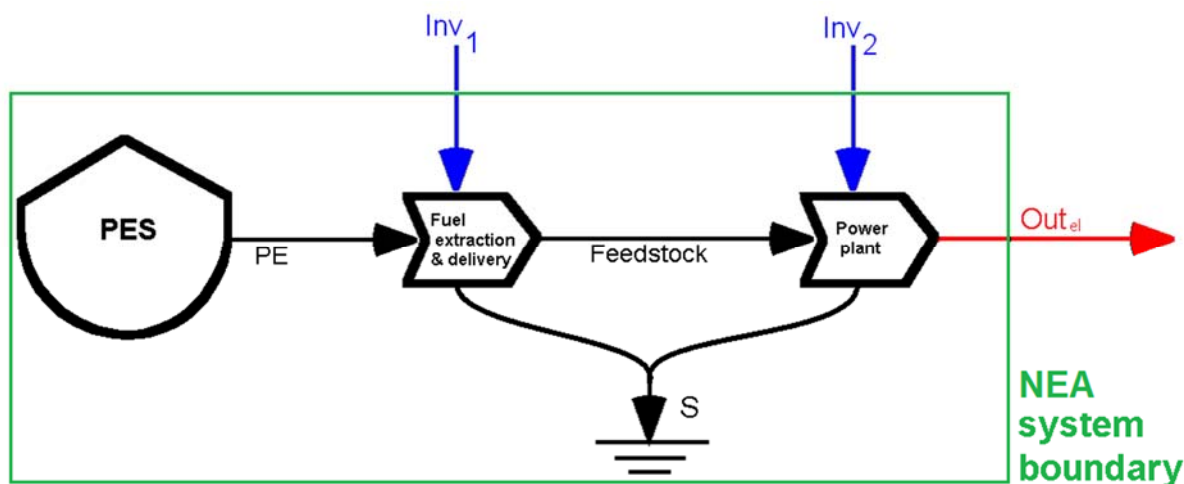 Inv1
Inv2
PES
PE
Fuel
extraction
& delivery
Feedstock
Power
plant
Outel
S
NEA
system
boundary